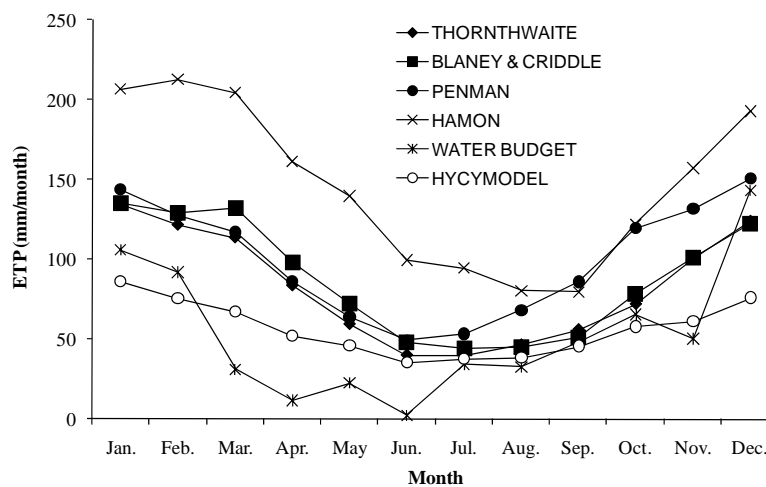 250
200
150
100
50
0
ETP (mm/month)
THORNTHWAITE
BLANEY & CRIDDLE
PENMAN
HAMON
WATER BUDGET
HYCYMODEL
Jan. Feb. Mar. Apr. May Jun. Jul. Aug. Sep. Oct. Nov. Dec.
Month